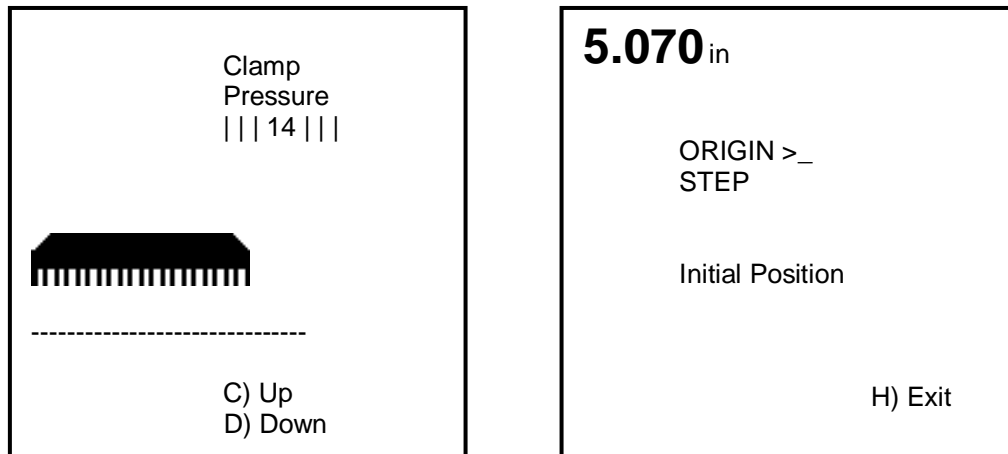 Clamp
Pressure
| | | 14 | | |
------------------------------
C) Up
D) Down
5.070 in
ORIGIN >_
STEP
Initial Position
H) Exit